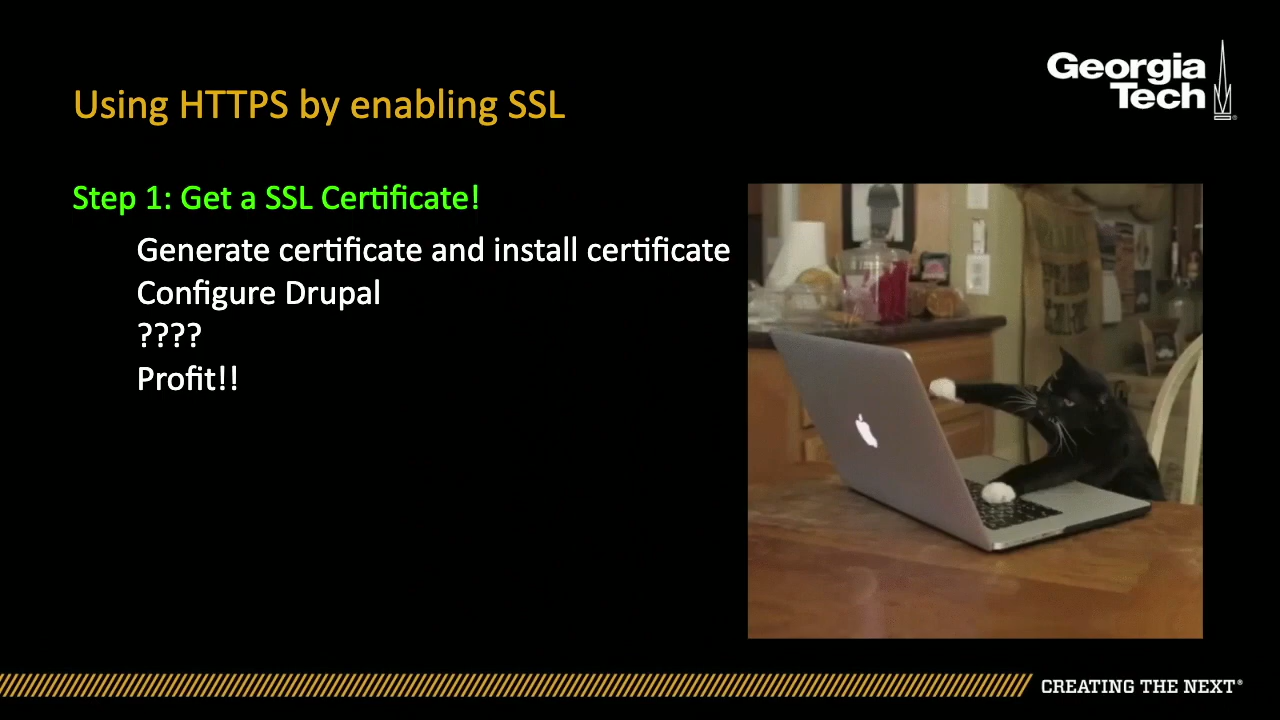 Georgia
Tech
Using HTTPS by enabling SSL
Step 1: Get a SSL Certificate!
Generate certificate and install certificate
Configure Drupal
????
Profit!!
CREATING THE NEXT®